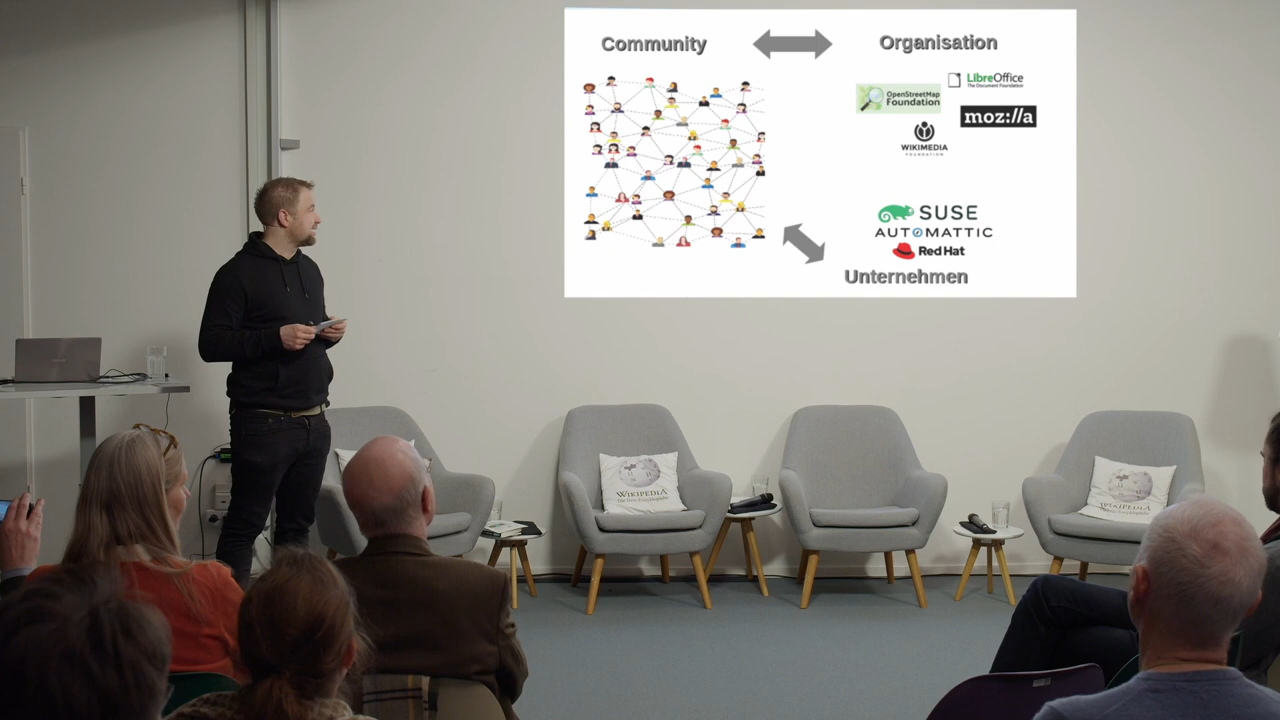 Community
Organisation
LibreOffice
The Document Foundation
OpenStreetMap
Foundation
moz://a
WIKIMEDIA
FOUNDATION
SUSE
AUTOMATTIC
Red Hat
Unternehmen
WIKIPEDIA
WIKIPEDIA